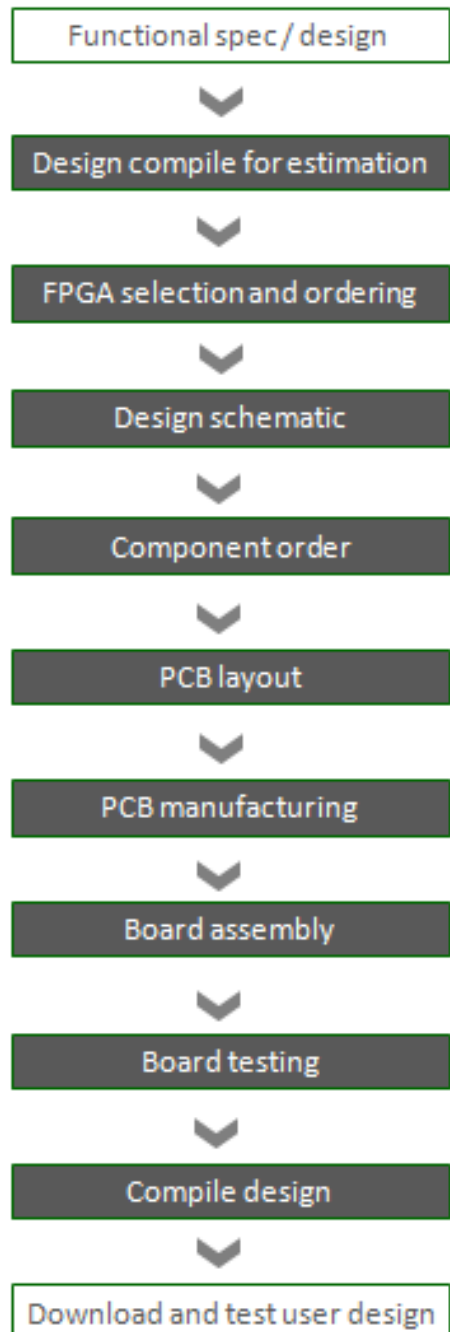 Functional spec / design
Design compile for estimation
FPGA selection and ordering
Design schematic
Component order
PCB layout
PCB manufacturing
Board assembly
Board testing
Compile design
Download and test user design